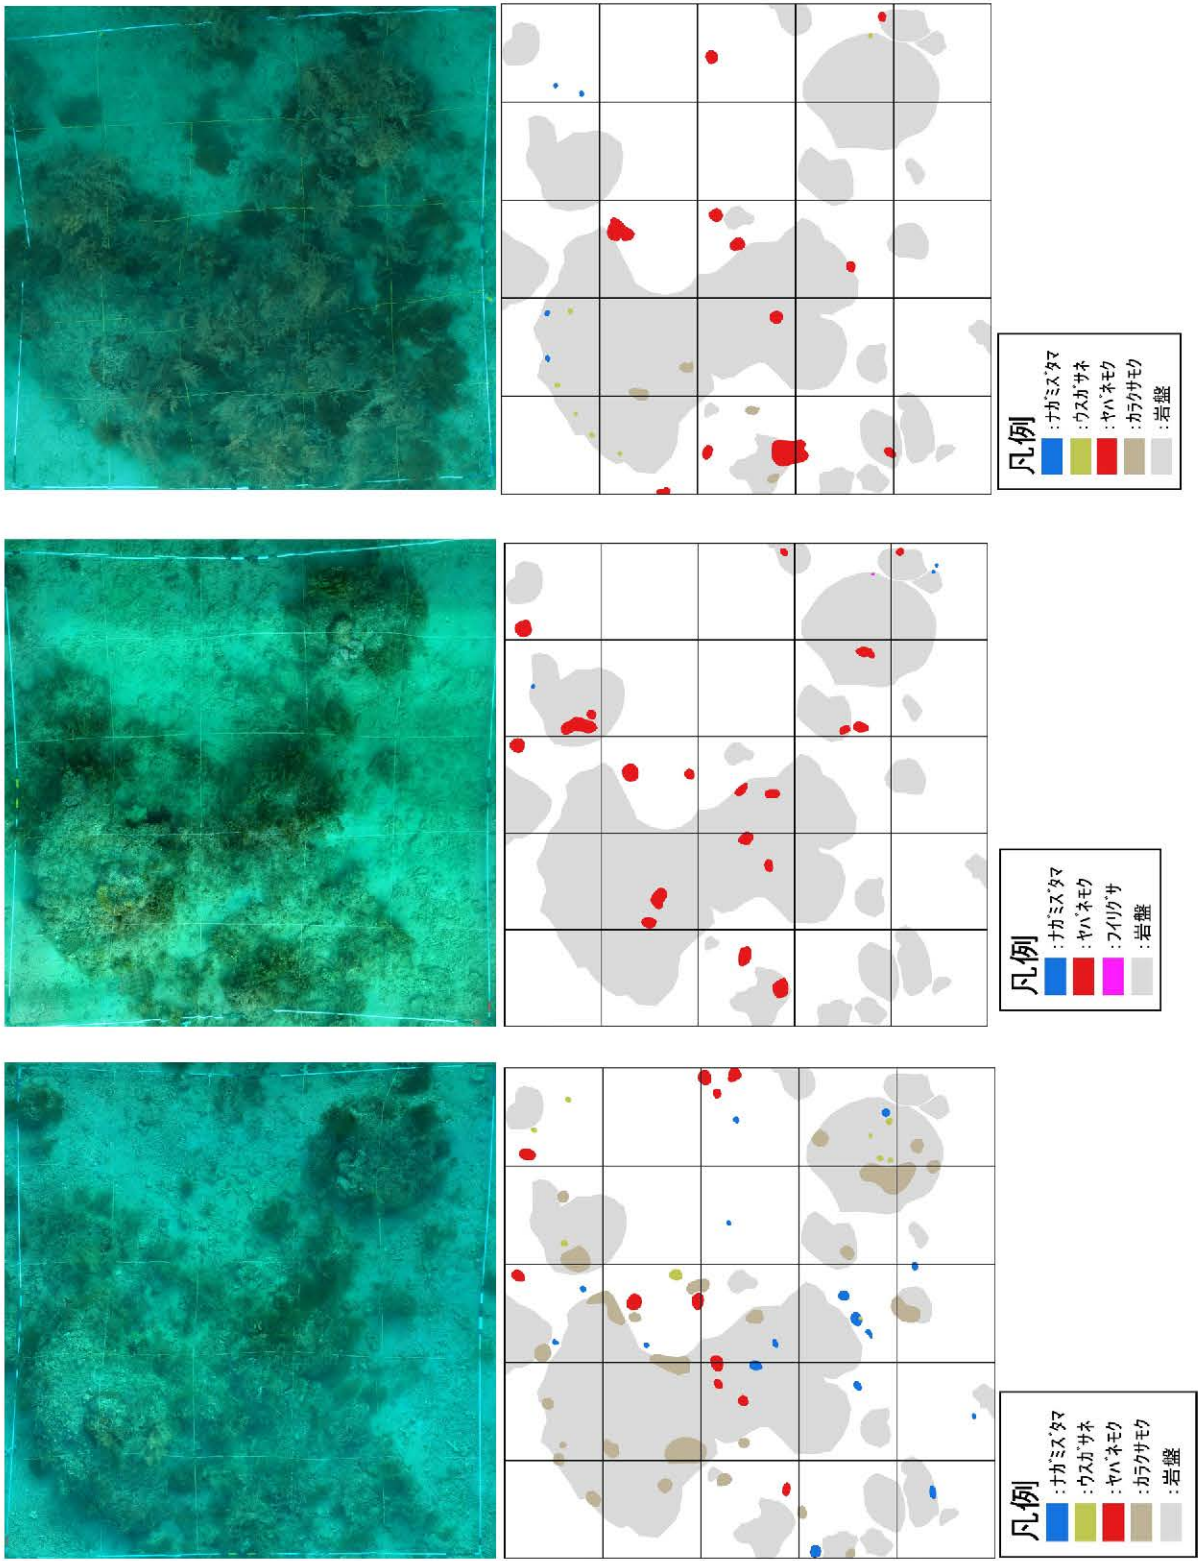 凡例
:ナガミズタマ
:ウスガサネ
:ヤバネモク
:カラクサモク
:岩盤
凡例
:ナガミズタマ
:ヤバネモク
:フイリグサ
:岩盤
凡例
:ナガミズタマ
:ウスガサネ
:ヤバネモク
:カラクサモク
:岩盤